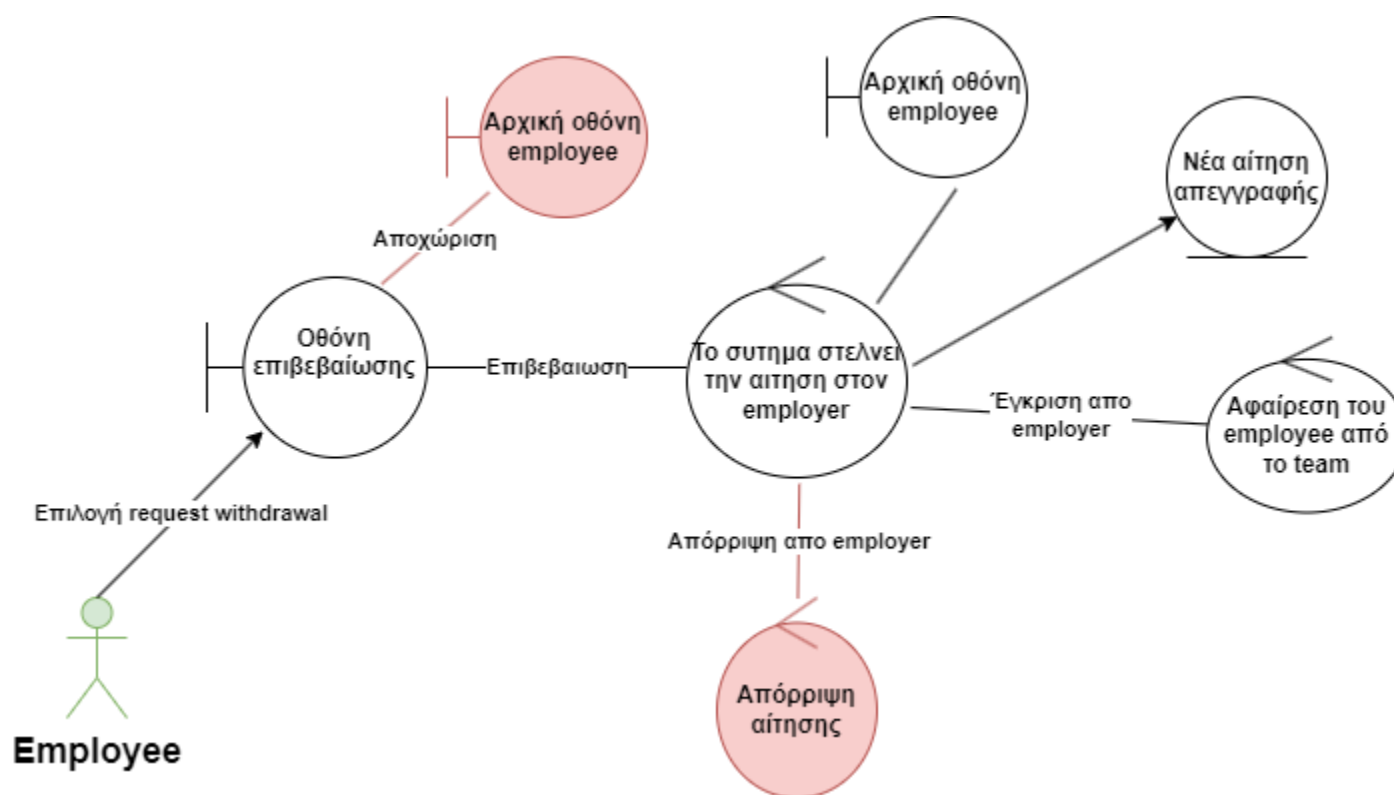 Αρχική οθόνη
employee
Αρχική οθόνη
employee
Νέα αίτηση
απεγγραφής
Αποχώριση
Οθόνη
επιβεβαίωσης
Επιβεβαιωση
Το συτημα στελνει
την αιτηση στον
employer
Έγκριση απο
employer
Αφαίρεση του
employee από
το team
Επιλογή request withdrawal
Απόρριψη απο employer
Απόρριψη
αίτησης
Employee